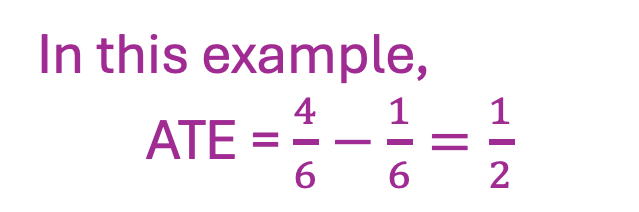 In this example,
ATE = 4/6 − 1/6 = 1/2